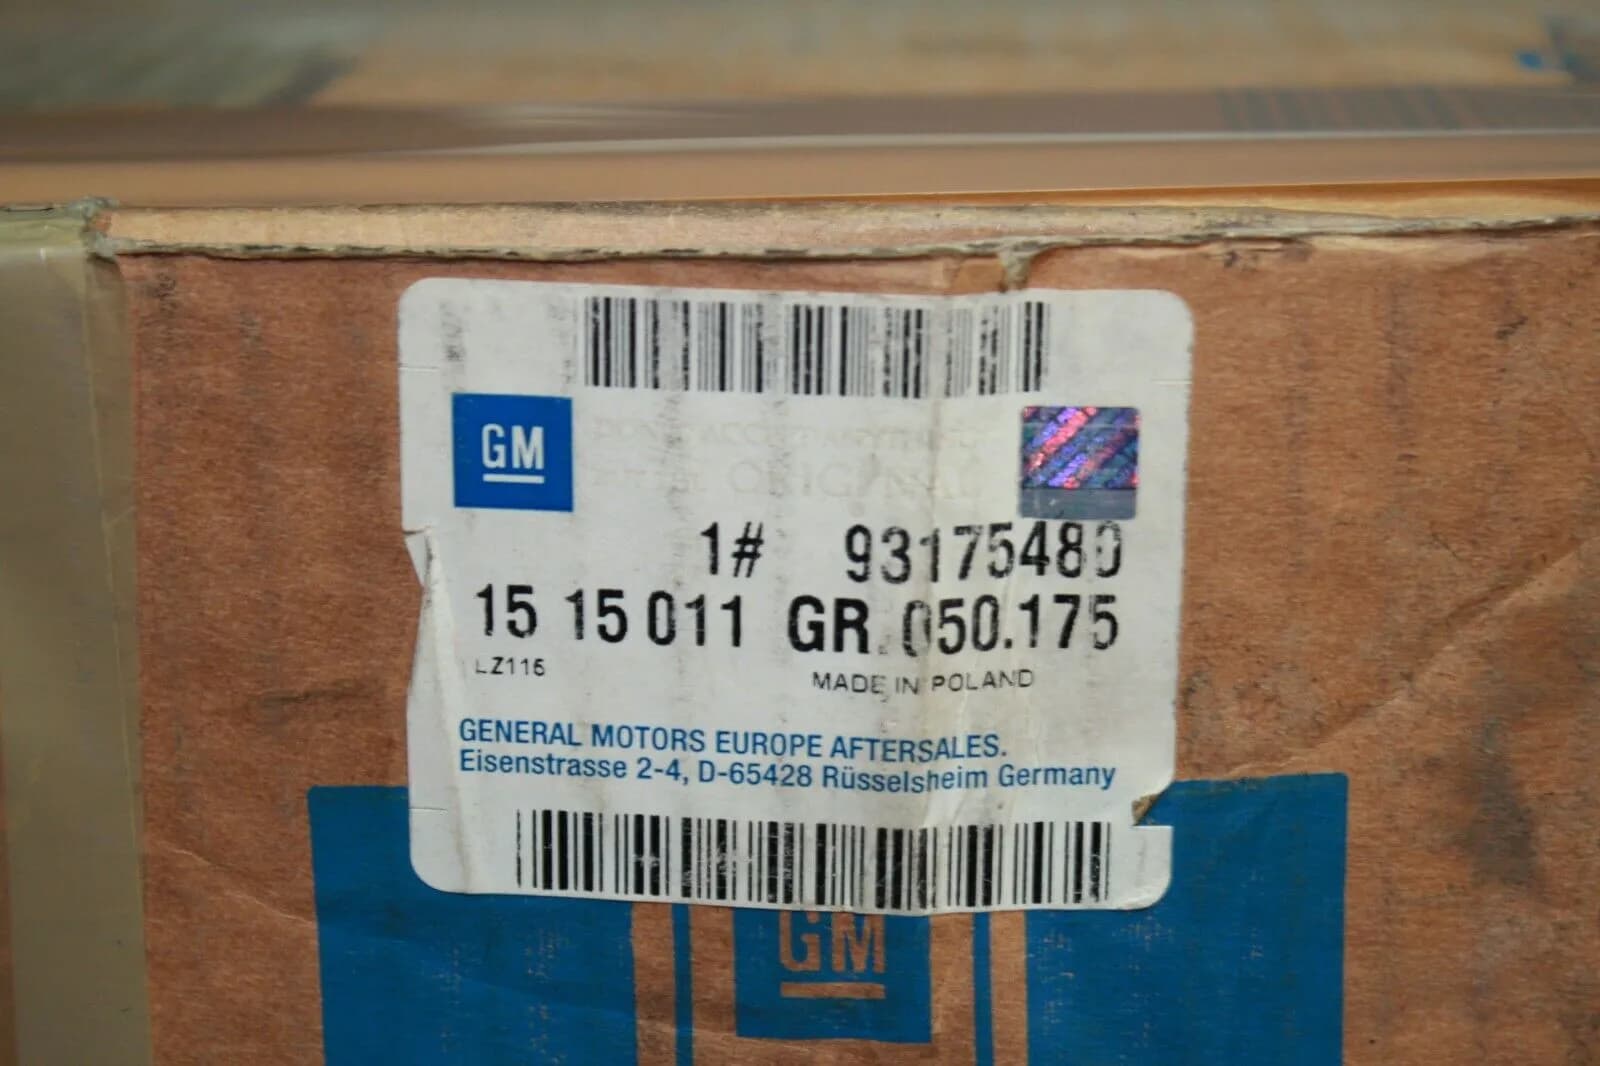 GM
ORIGINAL
1# 93175480
15 15 011 GR.050.175
LZ116
MADE IN POLAND
GENERAL MOTORS EUROPE AFTERSALES.
Eisenstrasse 2-4, D-65428 Rüsselsheim Germany
GM